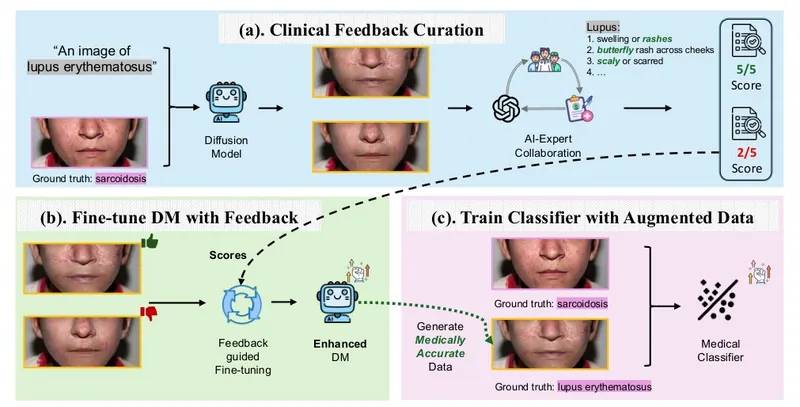 (a). Clinical Feedback Curation
“An image of
lupus erythematosus”
Ground truth: sarcoidosis
Diffusion
Model
AI-Expert
Collaboration
Lupus:
1. swelling or rashes
2. butterfly rash across cheeks
3. scaly or scarred
4. ...
5/5
Score
2/5
Score
(b). Fine-tune DM with Feedback
Scores
Feedback
guided
Fine-tuning
Enhanced
DM
(c). Train Classifier with Augmented Data
Generate
Medically
Accurate
Data
Ground truth: sarcoidosis
Ground truth: lupus erythematosus
Medical
Classifier